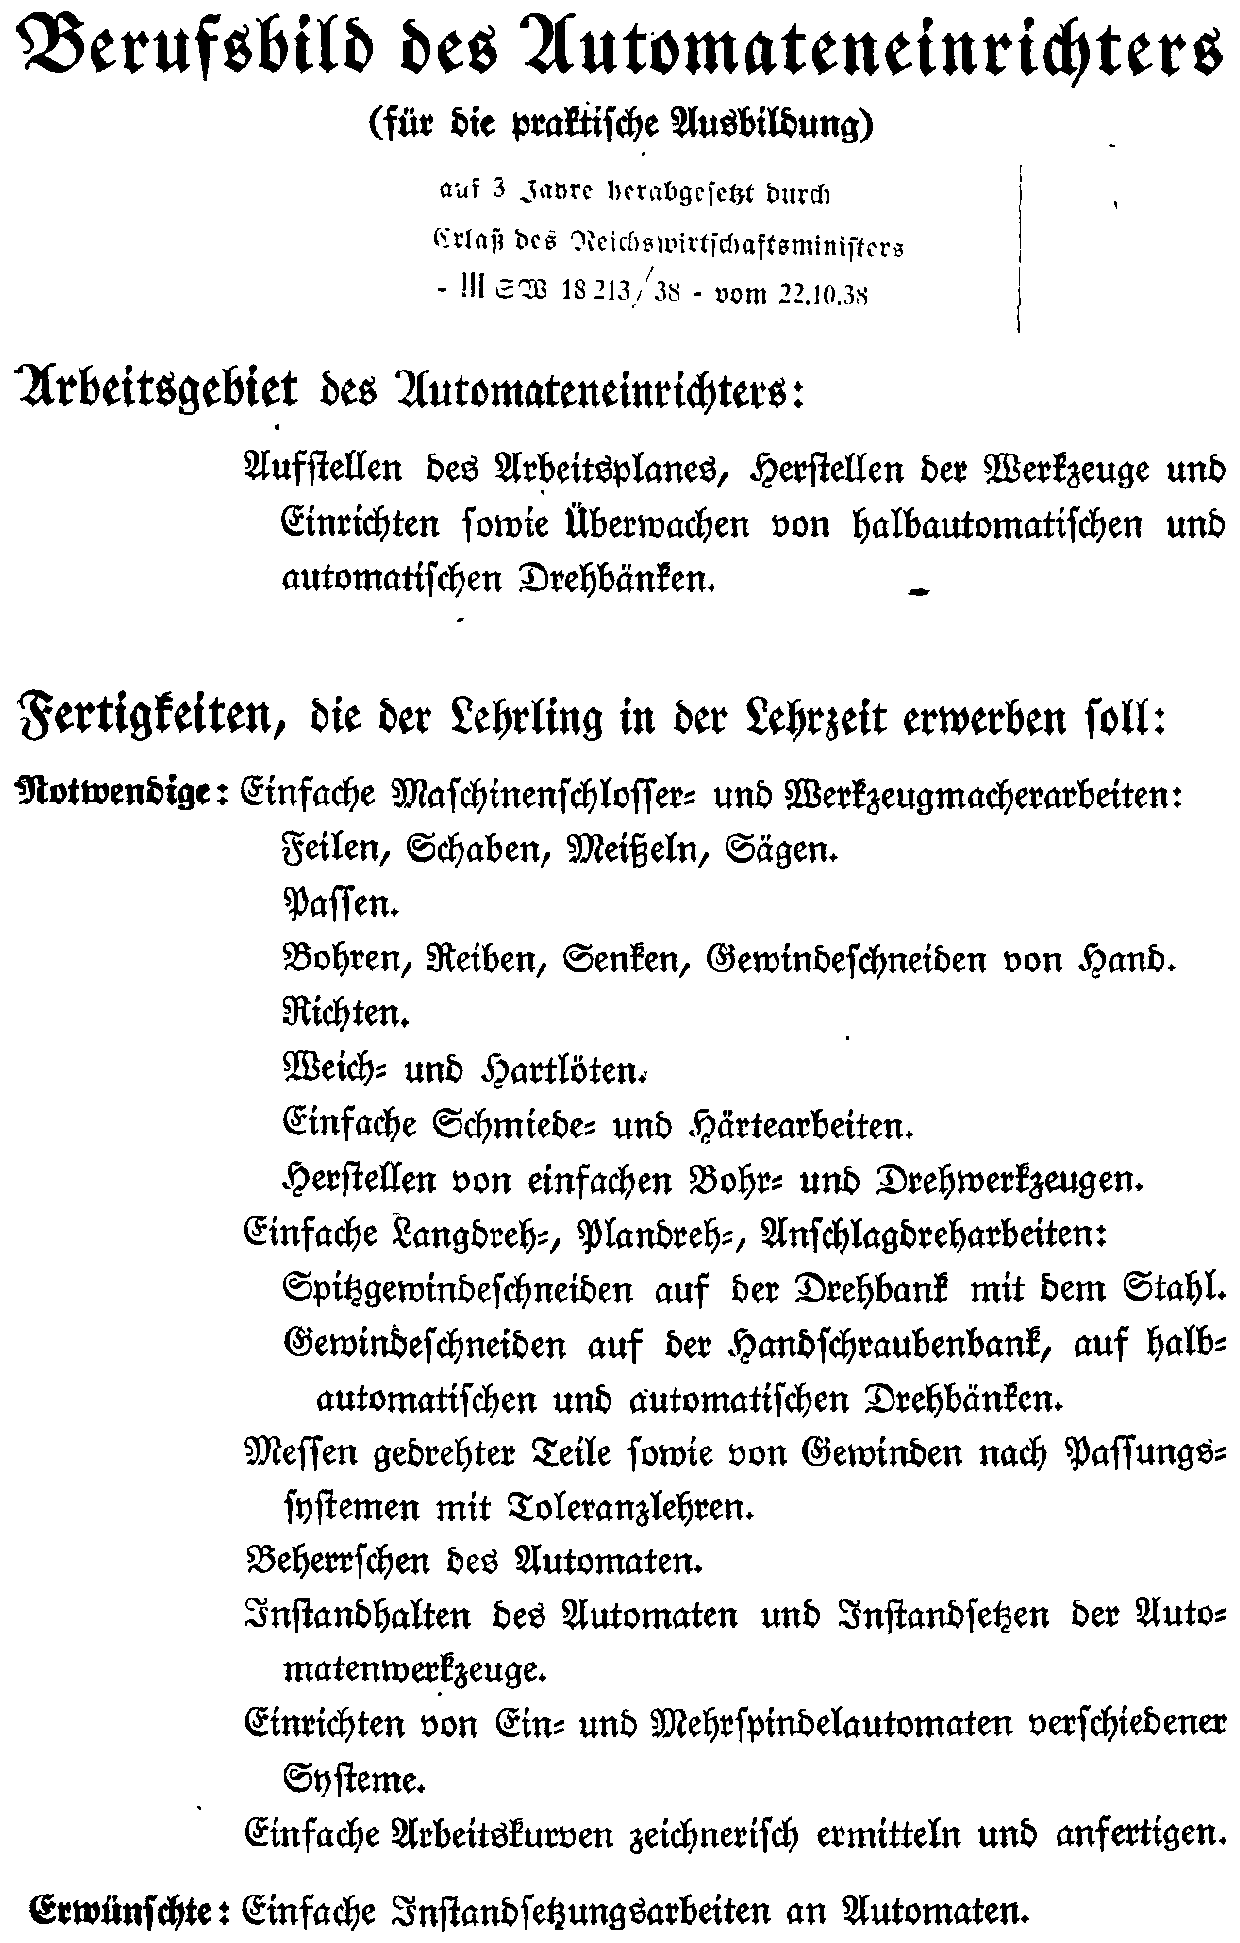 Berufsbild des Automateneinrichters
(für die praktische Ausbildung)
auf 3 Jahre herabgesetzt durch
Erlaß des Reichswirtschaftsministers
- III SW 18 213/38 - vom 22.10.38
Arbeitsgebiet des Automateneinrichters:
Aufstellen des Arbeitsplanes, Herstellen der Werkzeuge und
Einrichten sowie Überwachen von halbautomatischen und
automatischen Drehbänken.
Fertigkeiten, die der Lehrling in der Lehrzeit erwerben soll:
Notwendige: Einfache Maschinenschlosser- und Werkzeugmacherarbeiten:
Feilen, Schaben, Meißeln, Sägen.
Passen.
Bohren, Reiben, Senken, Gewindeschneiden von Hand.
Richten.
Weich- und Hartlöten.
Einfache Schmiede- und Härtearbeiten.
Herstellen von einfachen Bohr- und Drehwerkzeugen.
Einfache Langdreh-, Plandreh-, Anschlagdreharbeiten:
Spitzgewindeschneiden auf der Drehbank mit dem Stahl.
Gewindeschneiden auf der Handschraubenbank, auf halb-
automatischen und automatischen Drehbänken.
Messen gedrehter Teile sowie von Gewinden nach Passungs-
systemen mit Toleranzlehren.
Beherrschen des Automaten.
Instandhalten des Automaten und Instandsetzen der Auto-
matenwerkzeuge.
Einrichten von Ein- und Mehrspindelautomaten verschiedener
Systeme.
Einfache Arbeitskurven zeichnerisch ermitteln und anfertigen.
Erwünschte: Einfache Instandsetzungsarbeiten an Automaten.